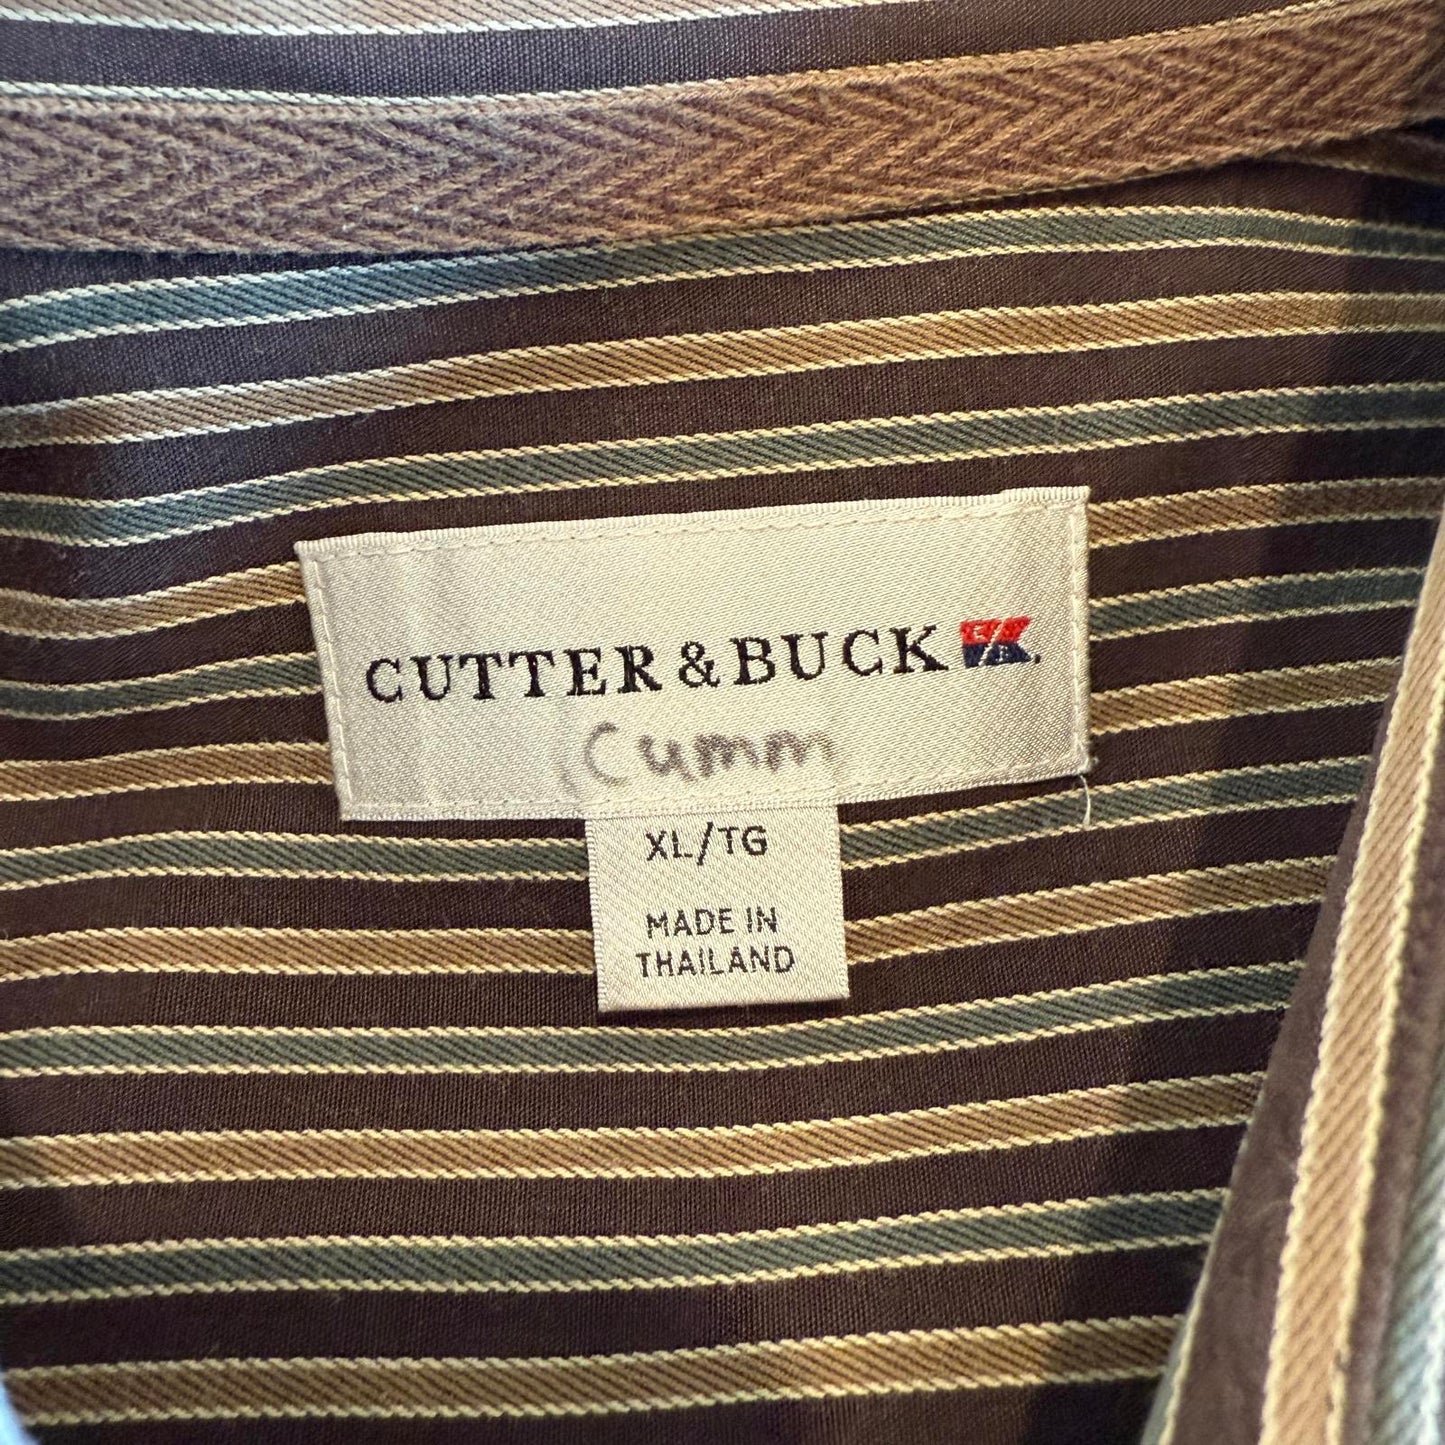 CUTTER & BUCK
Cumm
XL/TG
MADE IN
THAILAND